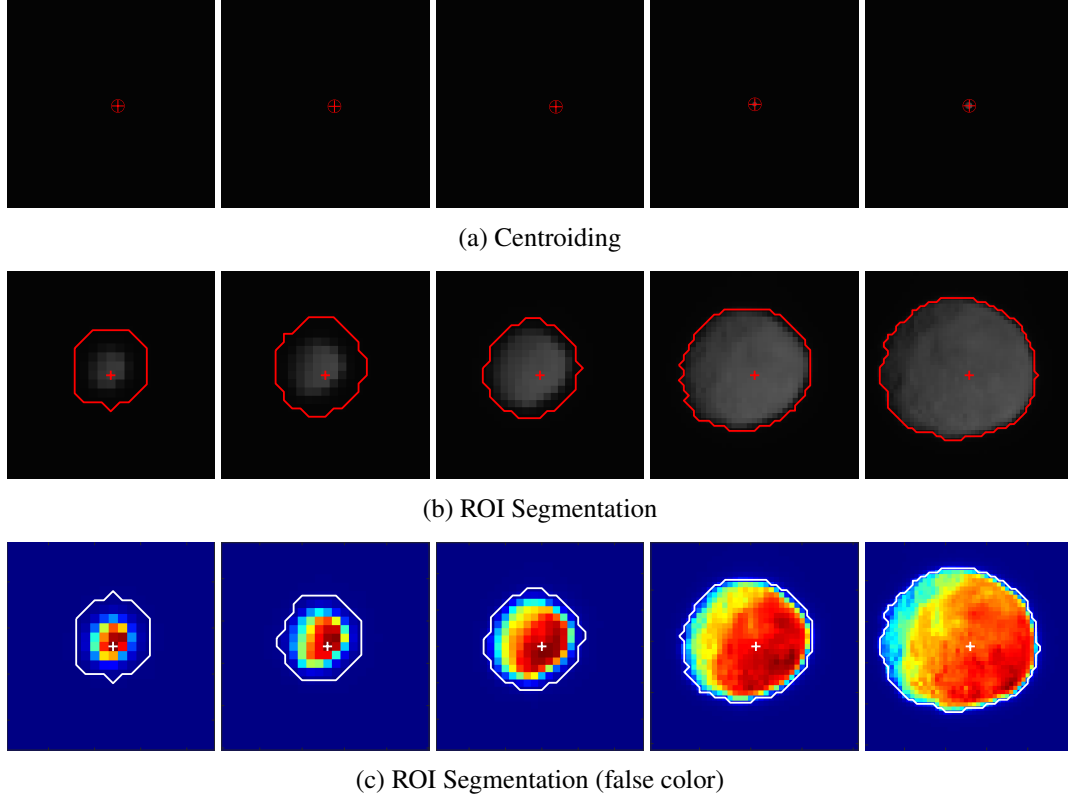 (a) Centroiding
(b) ROI Segmentation
(c) ROI Segmentation (false color)